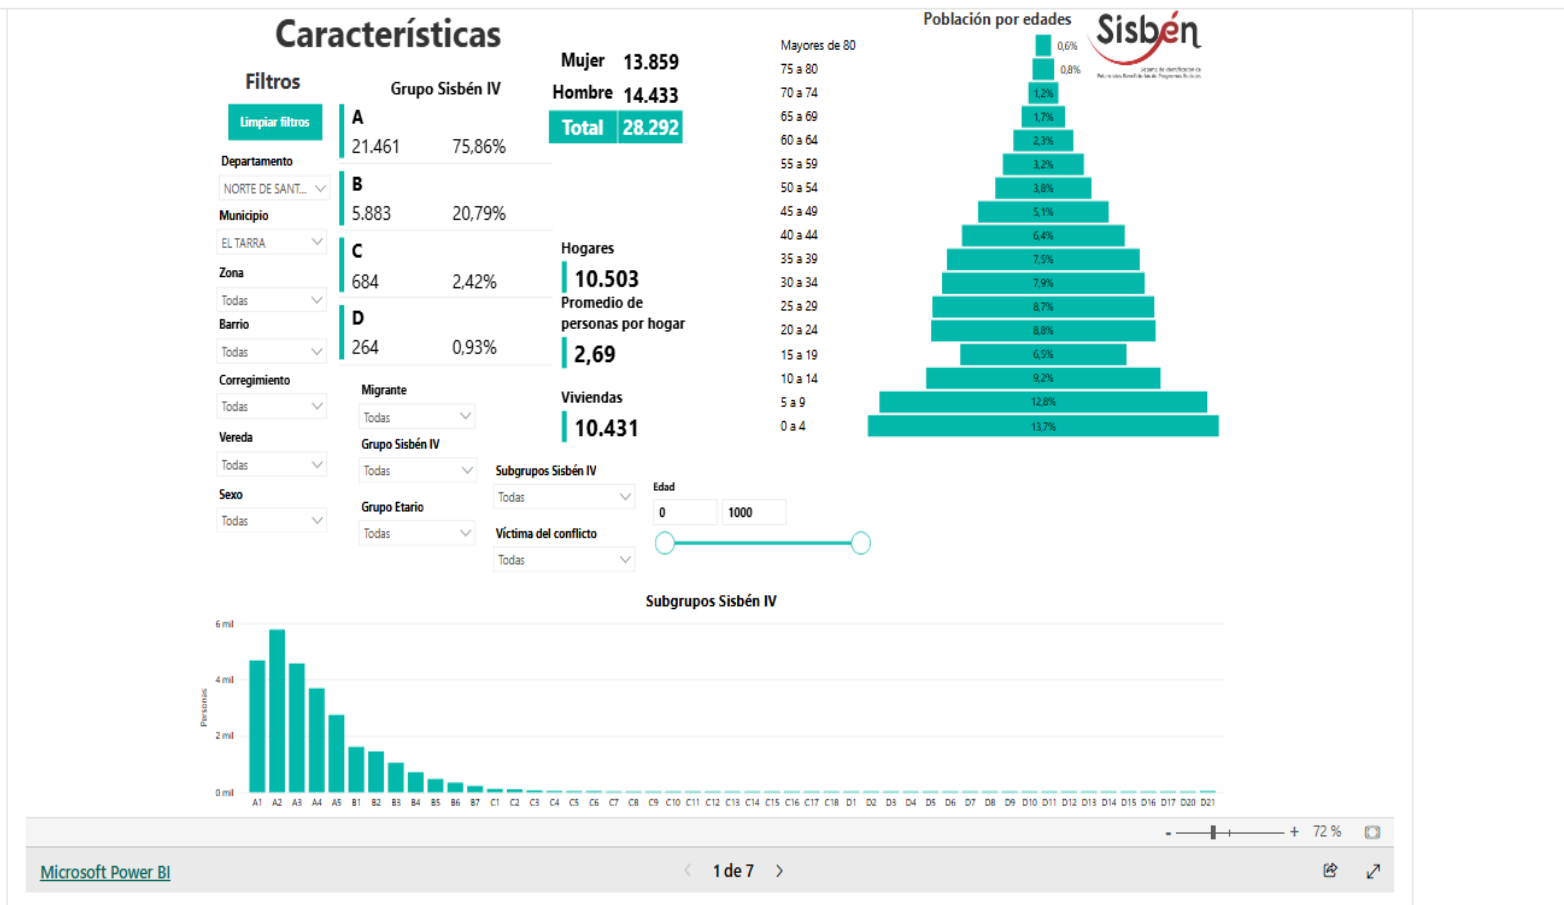 Características
Filtros
Limpiar filtros
Departamento
NORTE DE SANT...
Municipio
EL TARRA
Zona
Todas
Barrio
Todas
Corregimiento
Todas
Vereda
Todas
Sexo
Todas
Grupo Sisbén IV
A
21.461 75,86%
B
5.883 20,79%
C
684 2,42%
D
264 0,93%
Migrante
Todas
Grupo Sisbén IV
Todas
Grupo Etario
Todas
Mujer 13.859
Hombre 14.433
Total 28.292
Hogares
10.503
Promedio de
personas por hogar
2,69
Viviendas
10.431
Subgrupos Sisbén IV
Todas
Víctima del conflicto
Todas
Edad
0 1000
Población por edades
Sisbén
Sistema de Identificación de
Potenciales Beneficiarios de Programas Sociales
Mayores de 80 0,6%
75 a 80 0,8%
70 a 74 1,2%
65 a 69 1,7%
60 a 64 2,3%
55 a 59 3,2%
50 a 54 3,8%
45 a 49 5,1%
40 a 44 6,4%
35 a 39 7,5%
30 a 34 7,9%
25 a 29 8,7%
20 a 24 8,8%
15 a 19 6,5%
10 a 14 9,2%
5 a 9 12,8%
0 a 4 13,7%
Subgrupos Sisbén IV
Personas
6 mil
4 mil
2 mil
0 mil
A1 A2 A3 A4 A5 B1 B2 B3 B4 B5 B6 B7 C1 C2 C3 C4 C5 C6 C7 C8 C9 C10 C11 C12 C13 C14 C15 C16 C17 C18 D1 D2 D3 D4 D5 D6 D7 D8 D9 D10 D11 D12 D13 D14 D15 D16 D17 D20 D21
- + 72 %
Microsoft Power BI
1 de 7